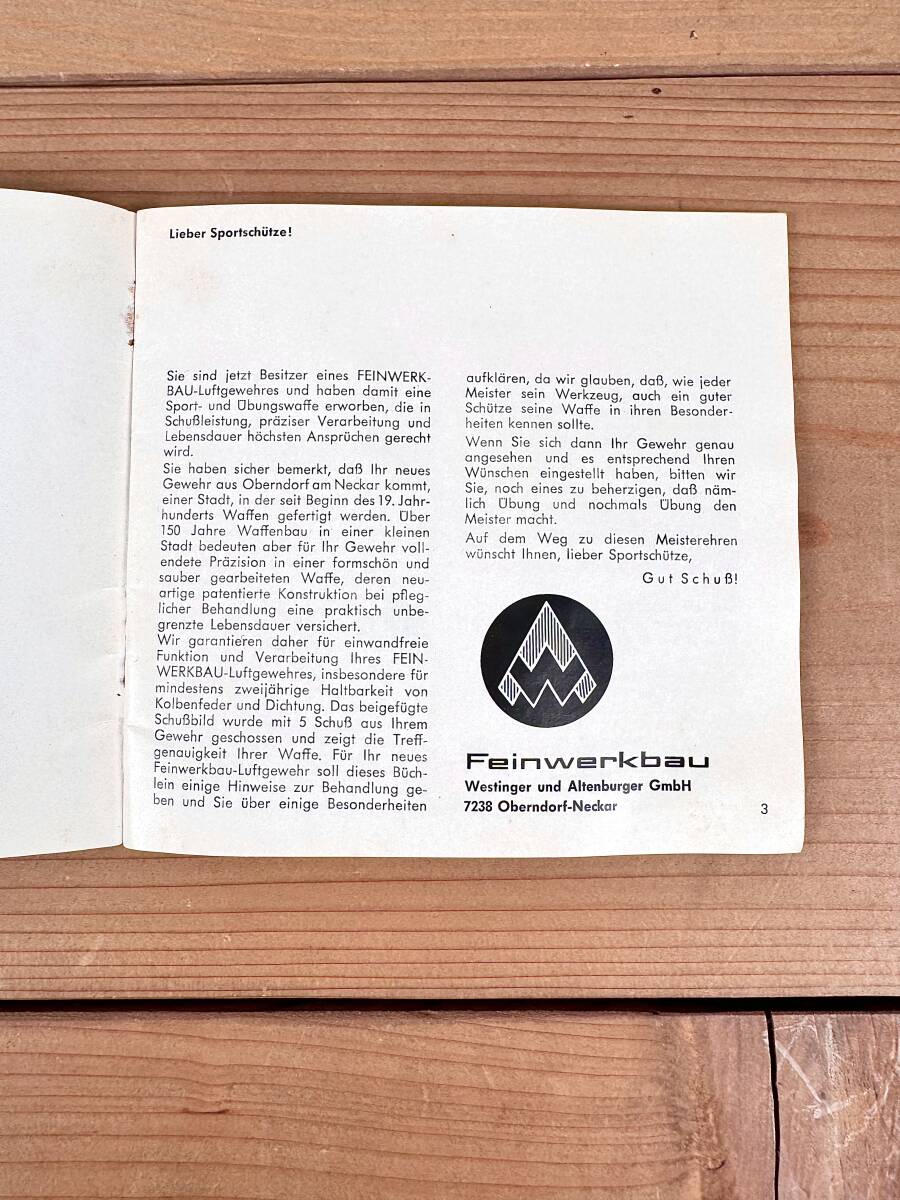 Lieber Sportschütze!
Sie sind jetzt Besitzer eines FEINWERK-
BAU-Luftgewehres und haben damit eine
Sport- und Übungswaffe erworben, die in
Schußleistung, präziser Verarbeitung und
Lebensdauer höchsten Ansprüchen gerecht
wird.
Sie haben sicher bemerkt, daß Ihr neues
Gewehr aus Oberndorf am Neckar kommt,
einer Stadt, in der seit Beginn des 19. Jahr-
hunderts Waffen gefertigt werden. Über
150 Jahre Waffenbau in einer kleinen
Stadt bedeuten aber für Ihr Gewehr voll-
endete Präzision in einer formschön und
sauber gearbeiteten Waffe, deren neu-
artige patentierte Konstruktion bei pfleg-
licher Behandlung eine praktisch unbe-
grenzte Lebensdauer versichert.
Wir garantieren daher für einwandfreie
Funktion und Verarbeitung Ihres FEIN-
WERKBAU-Luftgewehres, insbesondere für
mindestens zweijährige Haltbarkeit von
Kolbenfeder und Dichtung. Das beigefügte
Schußbild wurde mit 5 Schuß aus Ihrem
Gewehr geschossen und zeigt die Treff-
genauigkeit Ihrer Waffe. Für Ihr neues
Feinwerkbau-Luftgewehr soll dieses Büch-
lein einige Hinweise zur Behandlung ge-
ben und Sie über einige Besonderheiten
aufklären, da wir glauben, daß, wie jeder
Meister sein Werkzeug, auch ein guter
Schütze seine Waffe in ihren Besonder-
heiten kennen sollte.
Wenn Sie sich dann Ihr Gewehr genau
angesehen und es entsprechend Ihren
Wünschen eingestellt haben, bitten wir
Sie, noch eines zu beherzigen, daß näm-
lich Übung und nochmals Übung den
Meister macht.
Auf dem Weg zu diesen Meisterehren
wünscht Ihnen, lieber Sportschütze,
Gut Schuß!
Feinwerkbau
Westinger und Altenburger GmbH
7238 Oberndorf-Neckar
3